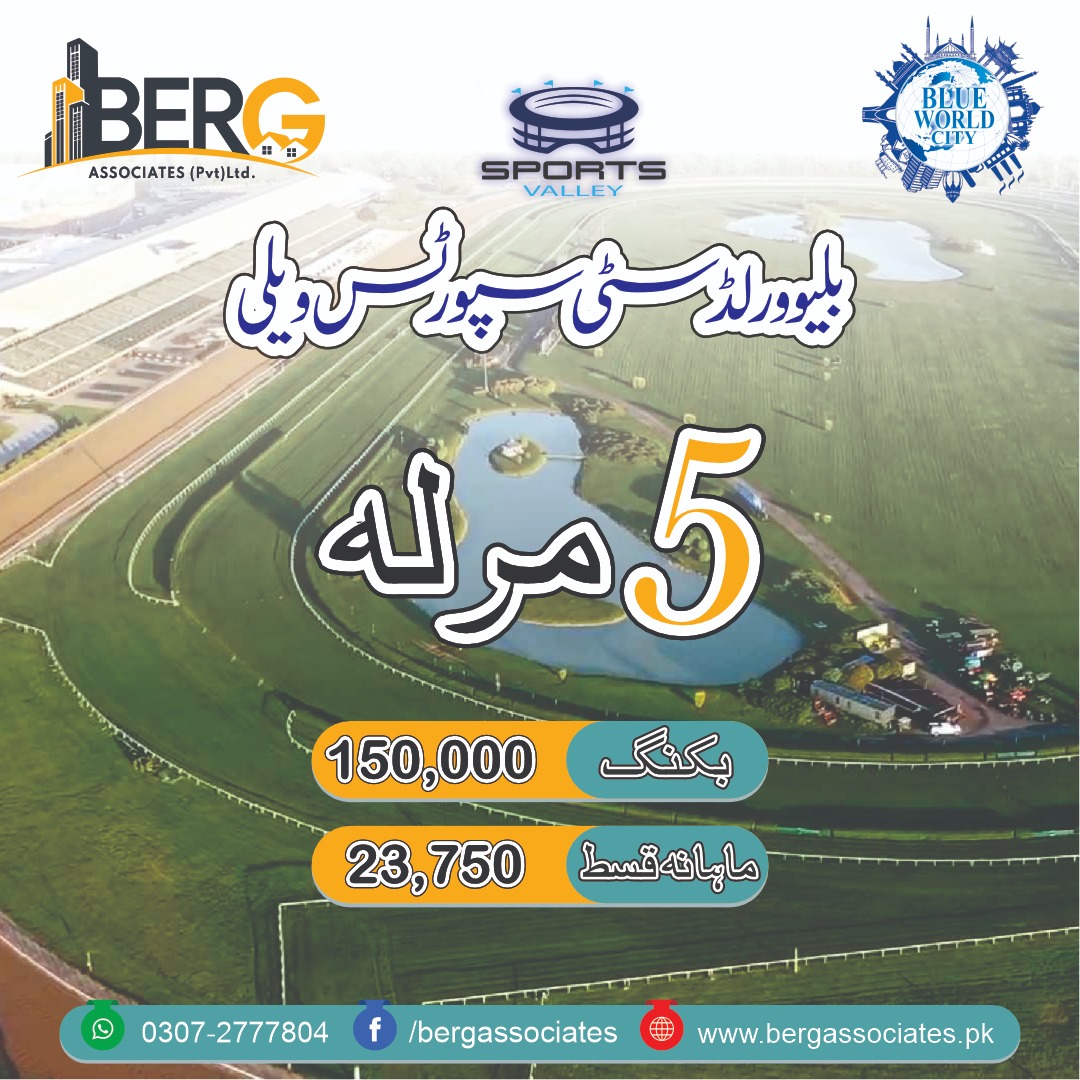 BERG
ASSOCIATES (Pvt)Ltd.
SPORTS
VALLEY
BLUE
WORLD
CITY
بلیو ورلڈ سٹی سپورٹس ویلی
5 مرلہ
بکنگ 150,000
ماہانہ قسط 23,750
0307-2777804 /bergassociates www.bergassociates.pk